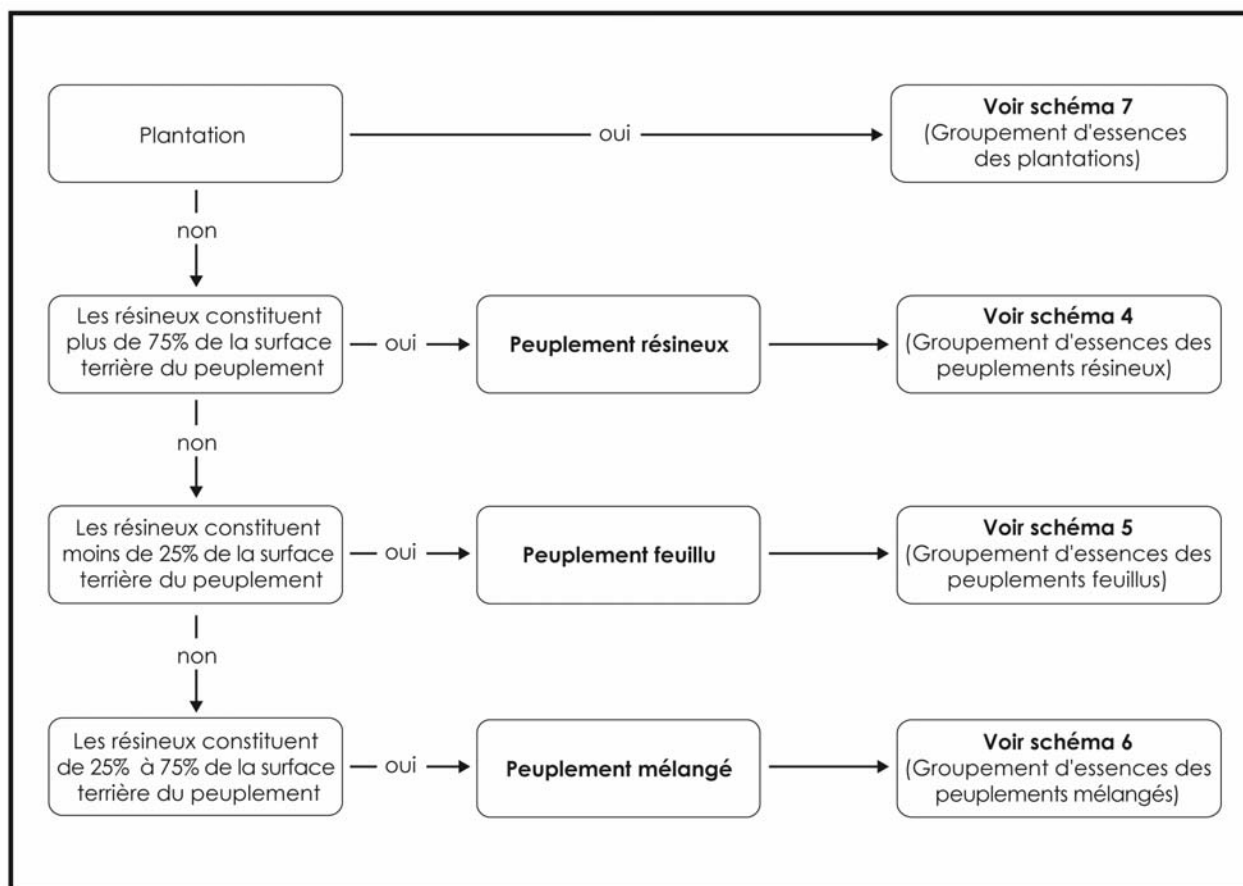 Plantation
oui
Voir schéma 7
(Groupement d'essences
des plantations)
non
Les résineux constituent
plus de 75% de la surface
terrière du peuplement
oui
Peuplement résineux
Voir schéma 4
(Groupement d'essences des
peuplements résineux)
non
Les résineux constituent
moins de 25% de la surface
terrière du peuplement
oui
Peuplement feuillu
Voir schéma 5
(Groupement d'essences des
peuplements feuillus)
non
Les résineux constituent
de 25% à 75% de la surface
terrière du peuplement
oui
Peuplement mélangé
Voir schéma 6
(Groupement d'essences des
peuplements mélangés)